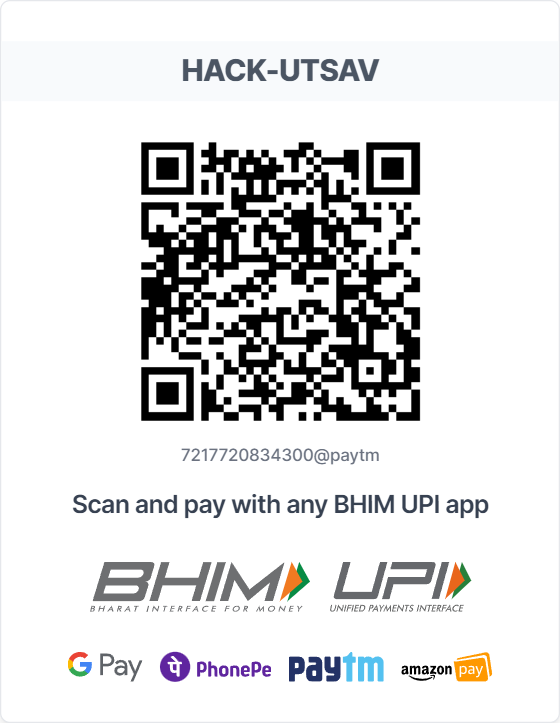 HACK-UTSAV
7217720834300@paytm
Scan and pay with any BHIM UPI app
BHIM UPI
BHARAT INTERFACE FOR MONEY UNIFIED PAYMENTS INTERFACE
G Pay PhonePe paytm amazon pay